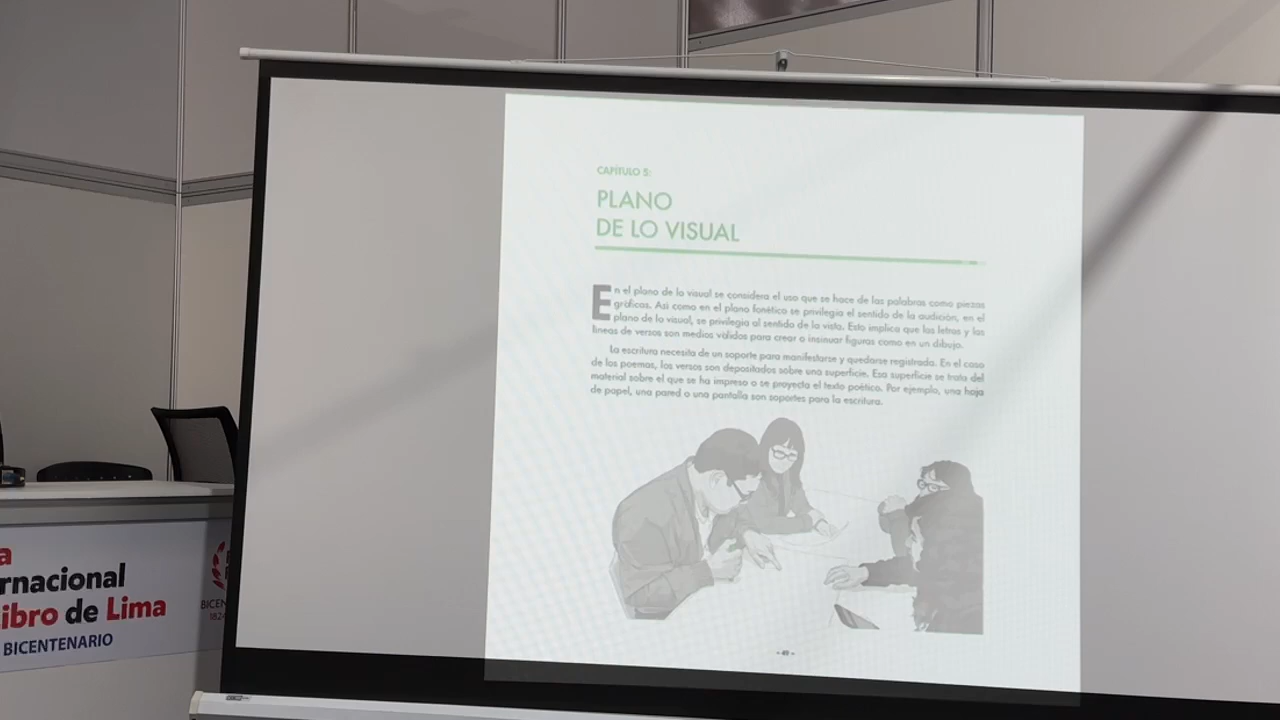 CAPÍTULO 5:
PLANO
DE LO VISUAL
En el plano de lo visual se considera el uso que se hace de las palabras como piezas
gráficas. Así como en el plano fonético se privilegia el sentido de la audición, en el
plano de lo visual, se privilegia al sentido de la vista. Esto implica que las letras y las
líneas de versos son medios válidos para crear o insinuar figuras como en un dibujo.
La escritura necesita de un soporte para manifestarse y quedarse registrada. En el caso
de los poemas, los versos son depositados sobre una superficie. Esa superficie se trata del
material sobre el que se ha impreso o se proyecta el texto poético. Por ejemplo, una hoja
de papel, una pared o una pantalla son soportes para la escritura.
- 49 -
a
rnacional
ibro de Lima
BICENTENARIO